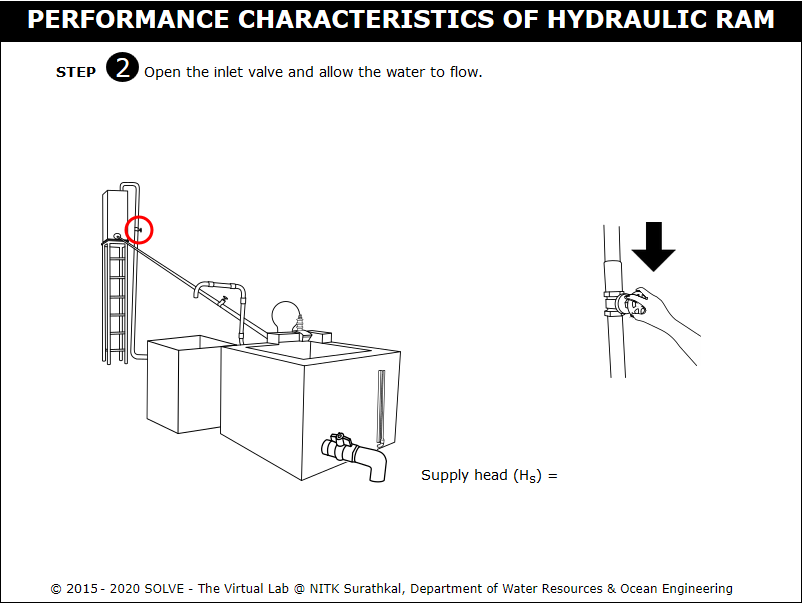 PERFORMANCE CHARACTERISTICS OF HYDRAULIC RAM
STEP 2 Open the inlet valve and allow the water to flow.
Supply head (Hs) =
© 2015 - 2020 SOLVE - The Virtual Lab @ NITK Surathkal, Department of Water Resources & Ocean Engineering